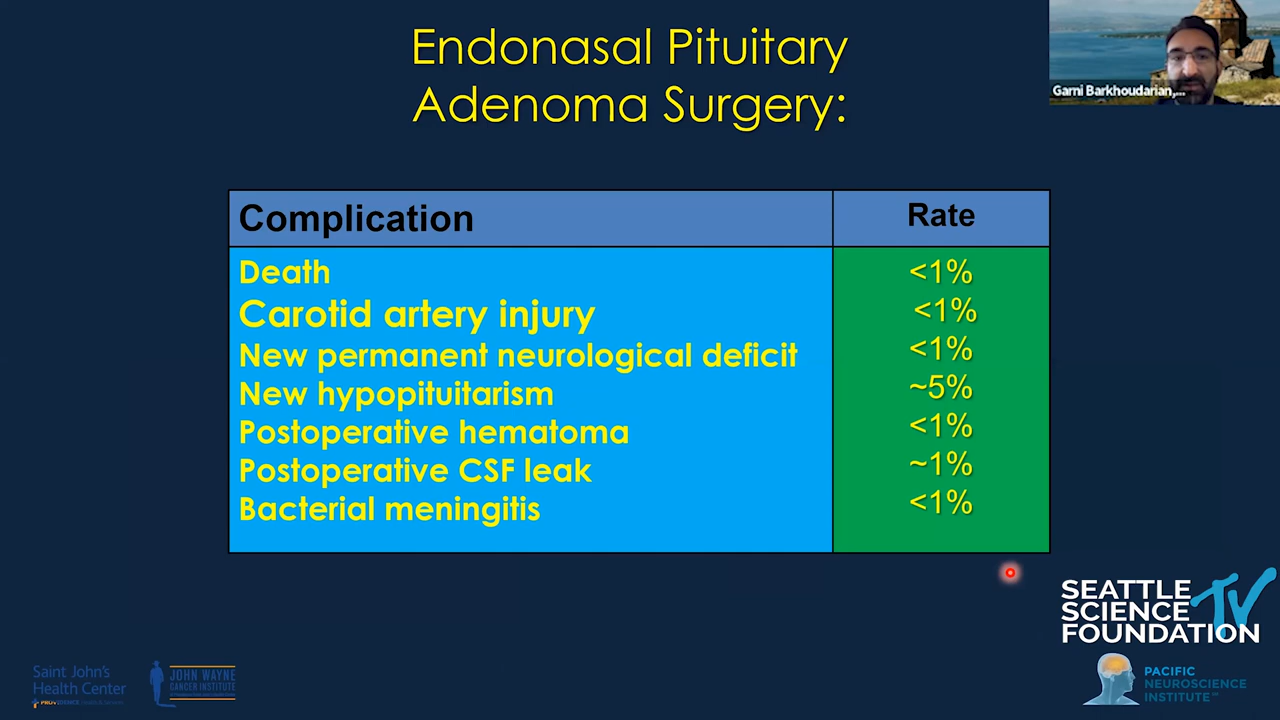 Endonasal Pituitary
Adenoma Surgery:
Garni Barkhoudarian,...
Complication Rate
Death <1%
Carotid artery injury <1%
New permanent neurological deficit <1%
New hypopituitarism ~5%
Postoperative hematoma <1%
Postoperative CSF leak ~1%
Bacterial meningitis <1%
SEATTLE
SCIENCE TV
FOUNDATION
Saint John's
Health Center
PROVIDENCE
JOHN WAYNE
CANCER INSTITUTE
PACIFIC
NEUROSCIENCE
INSTITUTE